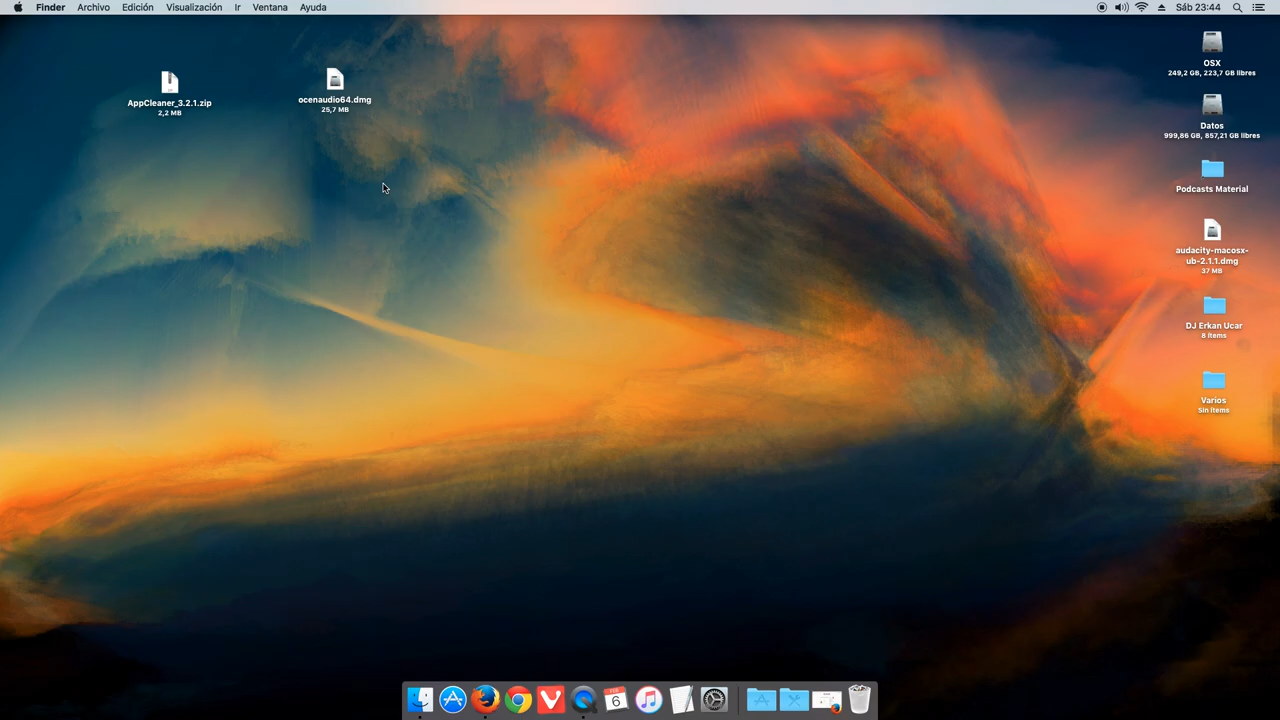 Finder Archivo Edición Visualización Ir Ventana Ayuda Sáb 23:44
AppCleaner_3.2.1.zip
2,2 MB
ocenaudio64.dmg
25,7 MB
OSX
249,2 GB, 223,7 GB libres
Datos
999,86 GB, 857,21 GB libres
Podcasts Material
audacity-macosx-
ub-2.1.1.dmg
37 MB
DJ Erkan Ucar
8 ítems
Varios
Sin ítems
6